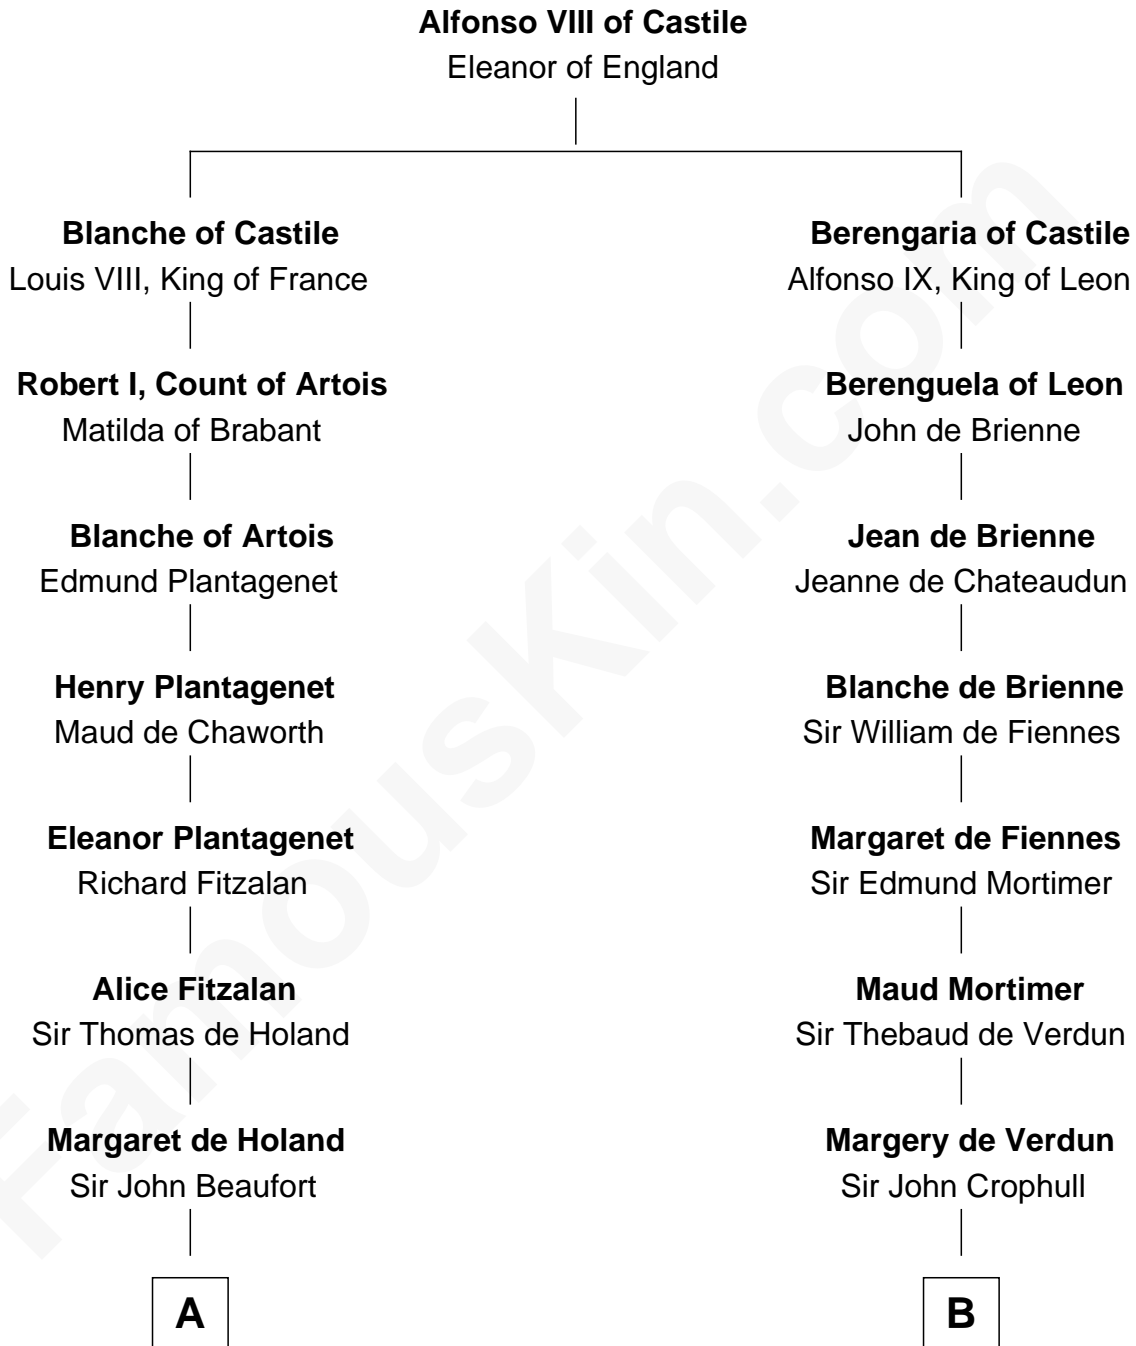 Alfonso VIII of Castile
Eleanor of England
Blanche of Castile
Louis VIII, King of France
Berengaria of Castile
Alfonso IX, King of Leon
Robert I, Count of Artois
Matilda of Brabant
Berenguela of Leon
John de Brienne
Blanche of Artois
Edmund Plantagenet
Jean de Brienne
Jeanne de Chateaudun
Henry Plantagenet
Maud de Chaworth
Blanche de Brienne
Sir William de Fiennes
Eleanor Plantagenet
Richard Fitzalan
Margaret de Fiennes
Sir Edmund Mortimer
Alice Fitzalan
Sir Thomas de Holand
Maud Mortimer
Sir Thebaud de Verdun
Margaret de Holand
Sir John Beaufort
Margery de Verdun
Sir John Crophull
A
B
FamousKin.com